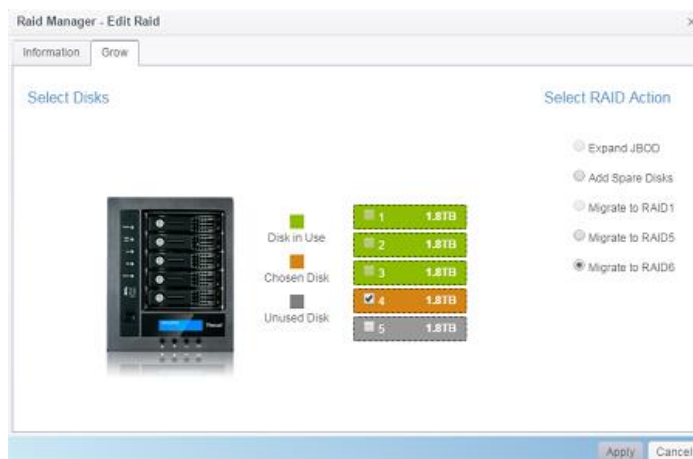 Raid Manager - Edit Raid
Information Grow
Select Disks
Select RAID Action
Expand JBOD
Add Spare Disks
Migrate to RAID1
Migrate to RAID5
Migrate to RAID6
Disk in Use
Chosen Disk
Unused Disk
1 1.8TB
2 1.8TB
3 1.8TB
4 1.8TB
5 1.8TB
Thecus
Apply Cancel